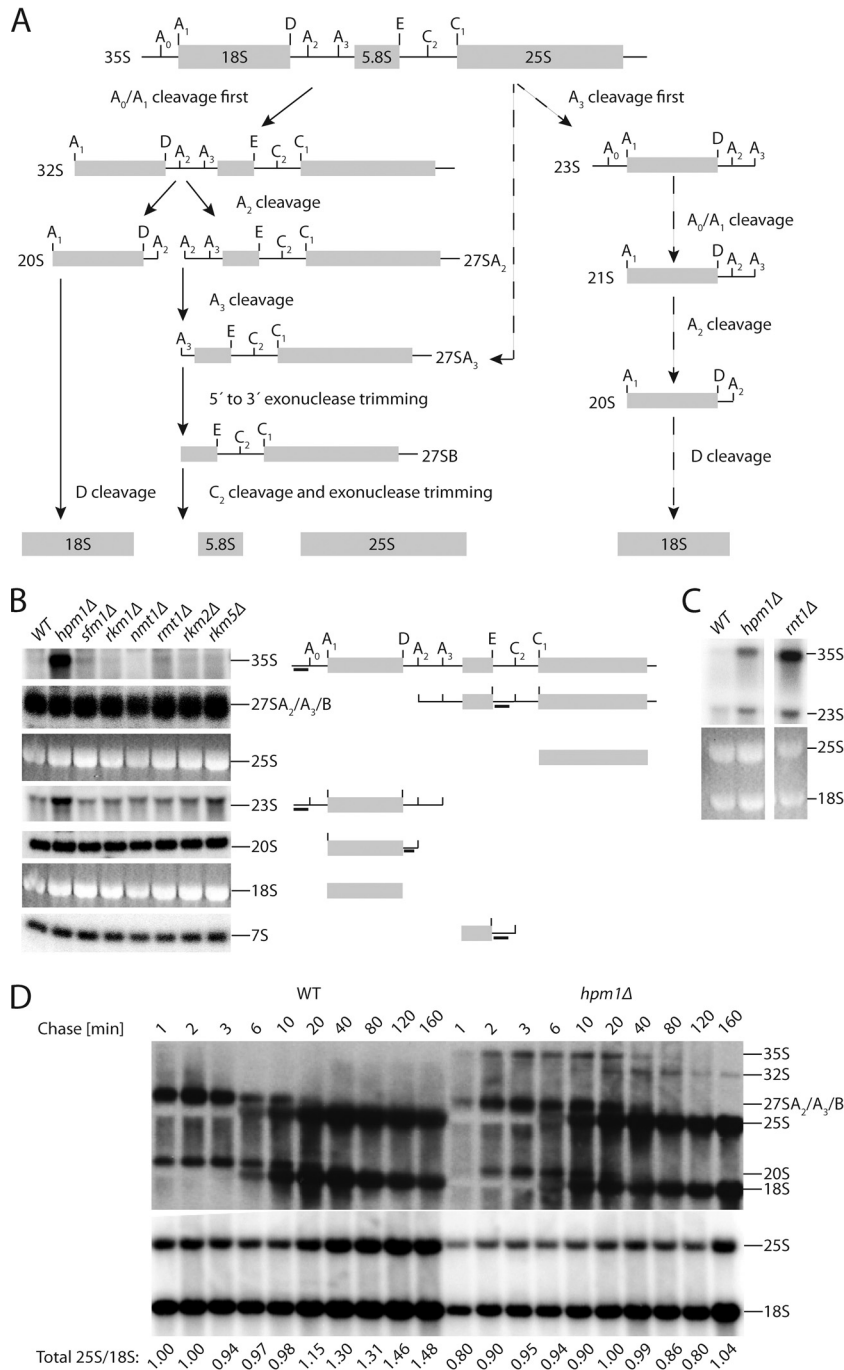 A
A₀ A₁ D A₂ A₃ E C₂ C₁
35S 18S 5.8S 25S
A₀/A₁ cleavage first
A₃ cleavage first
A₁ D A₂ A₃ E C₂ C₁
32S
A₀ A₁ D A₂ A₃
23S
A₂ cleavage
A₀/A₁ cleavage
A₁ D A₂
20S
A₂ A₃ E C₂ C₁
27SA₂
A₁ D A₂ A₃
21S
A₃ cleavage
A₂ cleavage
A₃ E C₂ C₁
27SA₃
5´ to 3´ exonuclease trimming
A₁ D A₂
20S
E C₂ C₁
27SB
D cleavage
C₂ cleavage and exonuclease trimming
D cleavage
18S 5.8S 25S 18S
B
WT hpm1Δ sfm1Δ rkm1Δ nmt1Δ rmt1Δ rkm2Δ rkm5Δ
35S
27SA₂/A₃/B
25S
23S
20S
18S
7S
A₀ A₁ D A₂ A₃ E C₂ C₁
C
WT hpm1Δ rnt1Δ
35S
23S
25S
18S
D
WT hpm1Δ
Chase [min] 1 2 3 6 10 20 40 80 120 160 1 2 3 6 10 20 40 80 120 160
35S
32S
27SA₂/A₃/B
25S
20S
18S
25S
18S
Total 25S/18S: 1.00 1.00 0.94 0.97 0.98 1.15 1.30 1.31 1.46 1.48 0.80 0.90 0.95 0.94 0.90 1.00 0.99 0.86 0.80 1.04